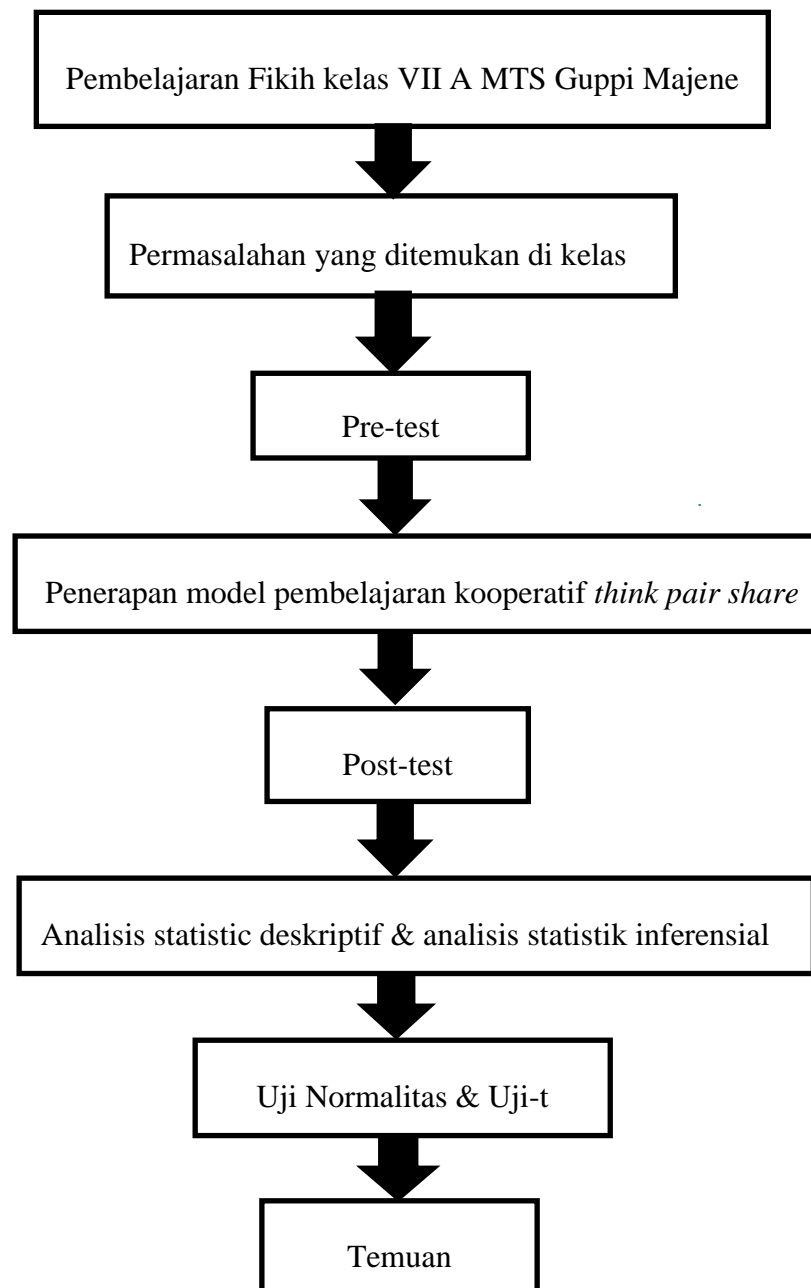 Pembelajaran Fikih kelas VII A MTS Guppi Majene
Permasalahan yang ditemukan di kelas
Pre-test
Penerapan model pembelajaran kooperatif think pair share
Post-test
Analisis statistic deskriptif & analisis statistik inferensial
Uji Normalitas & Uji-t
Temuan